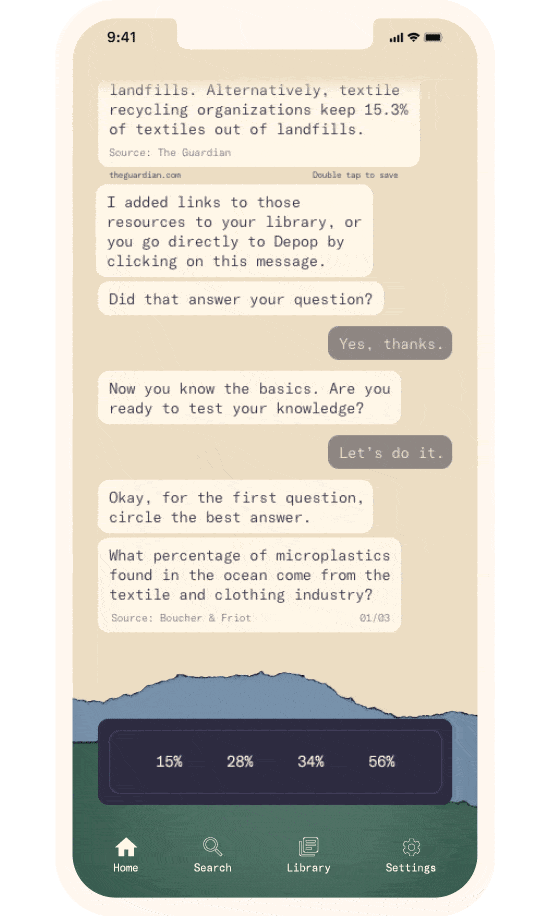 9:41
landfills. Alternatively, textile
recycling organizations keep 15.3%
of textiles out of landfills.
Source: The Guardian
theguardian.com Double tap to save
I added links to those
resources to your library, or
you go directly to Depop by
clicking on this message.
Did that answer your question?
Yes, thanks.
Now you know the basics. Are you
ready to test your knowledge?
Let's do it.
Okay, for the first question,
circle the best answer.
What percentage of microplastics
found in the ocean come from the
textile and clothing industry?
Source: Boucher & Friot 01/03
15% 28% 34% 56%
Home Search Library Settings